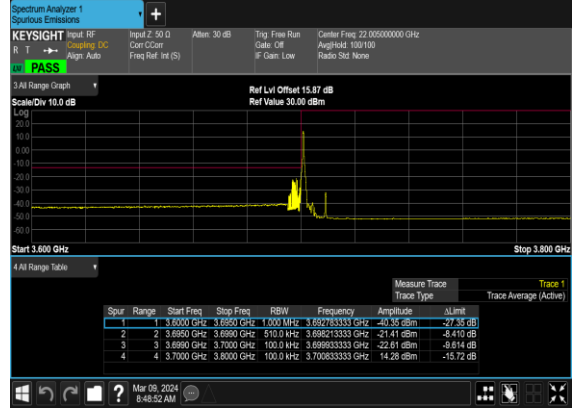 Spectrum Analyzer 1
Spurious Emissions
KEYSIGHT Input: RF Input Z: 50 Ω Atten: 30 dB Trig: Free Run Center Freq: 22.005000000 GHz
R T Coupling: DC Corr CCorr Gate: Off Avg|Hold: 100/100
Align: Auto Freq Ref: Int (S) IF Gain: Low Radio Std: None
LW PASS
3 All Range Graph
Ref Lvl Offset 15.87 dB
Scale/Div 10.0 dB Ref Value 30.00 dBm
Log
20.0
10.0
0.00
-10.0
-20.0
-30.0
-40.0
-50.0
-60.0
Start 3.600 GHz Stop 3.800 GHz
4 All Range Table
Measure Trace Trace 1
Trace Type Trace Average (Active)
Spur Range Start Freq Stop Freq RBW Frequency Amplitude ΔLimit
1 1 3.6000 GHz 3.6950 GHz 1.000 MHz 3.692783333 GHz -40.35 dBm -27.35 dB
2 2 3.6950 GHz 3.6990 GHz 510.0 kHz 3.698213333 GHz -21.41 dBm -8.410 dB
3 3 3.6990 GHz 3.7000 GHz 100.0 kHz 3.699933333 GHz -22.61 dBm -9.614 dB
4 4 3.7000 GHz 3.8000 GHz 100.0 kHz 3.700833333 GHz 14.28 dBm -15.72 dB
? Mar 09, 2024
8:48:52 AM